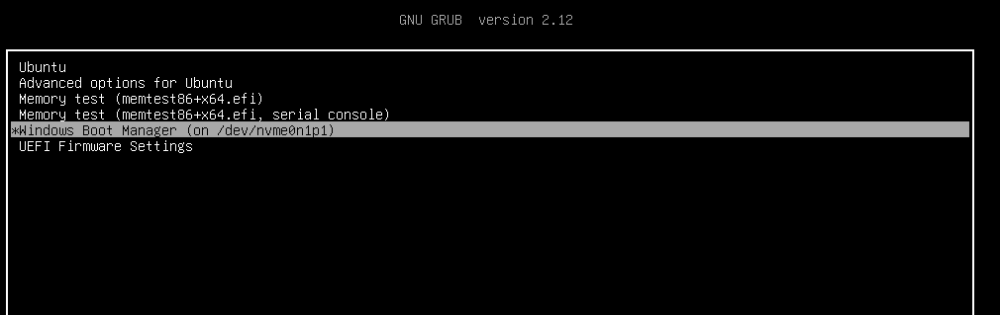 GNU GRUB  version 2.12
Ubuntu
Advanced options for Ubuntu
Memory test (memtest86+x64.efi)
Memory test (memtest86+x64.efi, serial console)
*Windows Boot Manager (on /dev/nvme0n1p1)
UEFI Firmware Settings